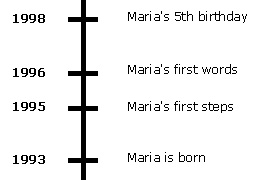 1998 Maria's 5th birthday
1996 Maria's first words
1995 Maria's first steps
1993 Maria is born